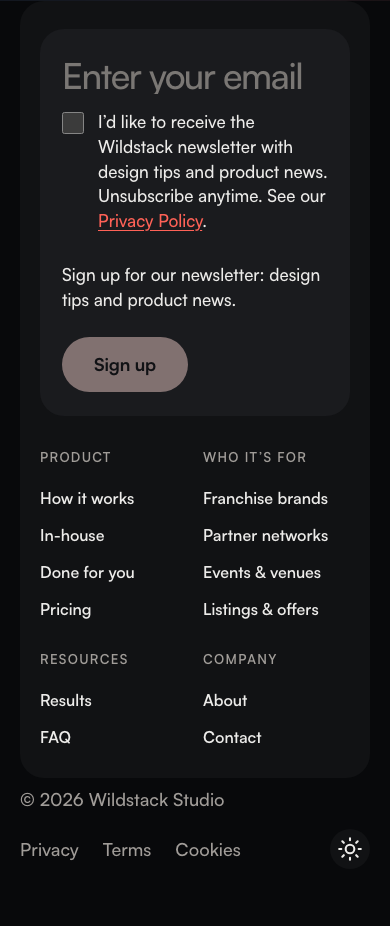 Enter your email
I'd like to receive the
Wildstack newsletter with
design tips and product news.
Unsubscribe anytime. See our
Privacy Policy.
Sign up for our newsletter: design
tips and product news.
Sign up
PRODUCT
How it works
In-house
Done for you
Pricing
WHO IT'S FOR
Franchise brands
Partner networks
Events & venues
Listings & offers
RESOURCES
Results
FAQ
COMPANY
About
Contact
© 2026 Wildstack Studio
Privacy Terms Cookies